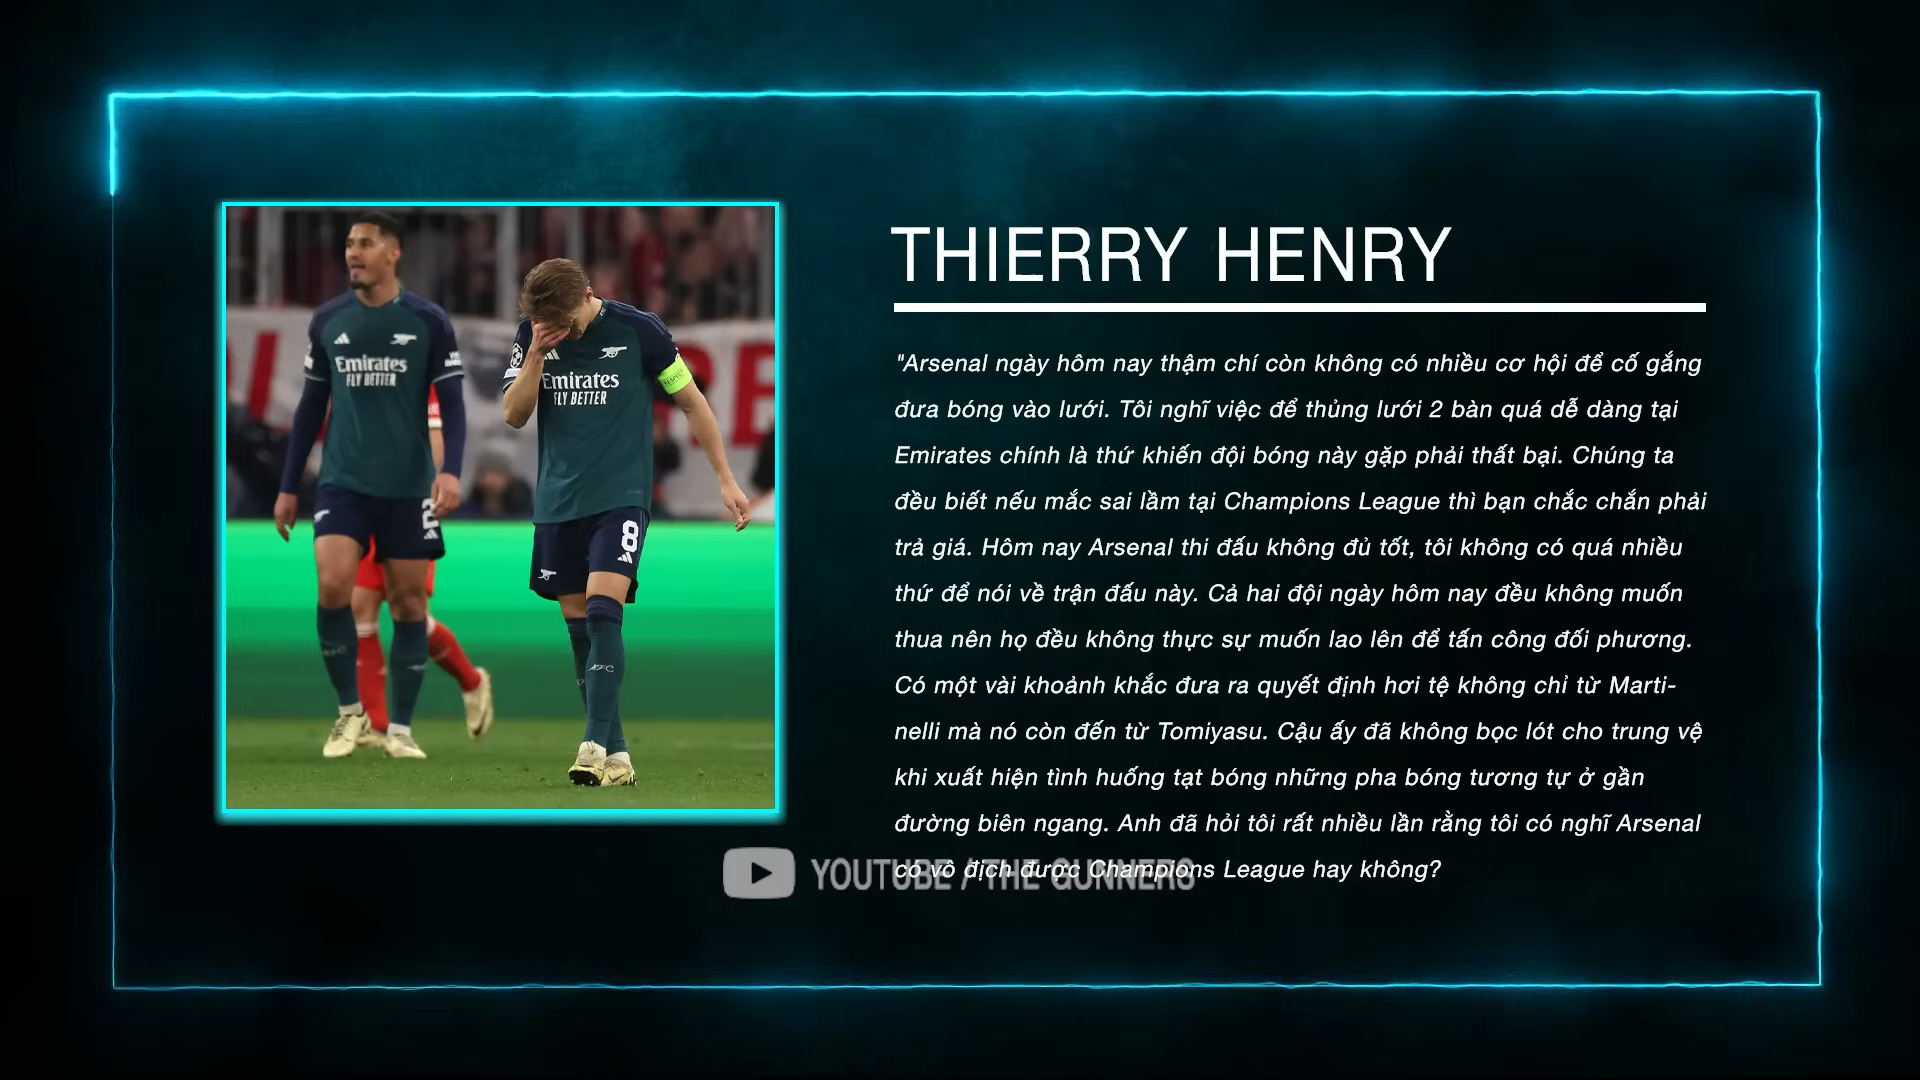 THIERRY HENRY
"Arsenal ngày hôm nay thậm chí còn không có nhiều cơ hội để cố gắng
đưa bóng vào lưới. Tôi nghĩ việc để thủng lưới 2 bàn quá dễ dàng tại
Emirates chính là thứ khiến đội bóng này gặp phải thất bại. Chúng ta
đều biết nếu mắc sai lầm tại Champions League thì bạn chắc chắn phải
trả giá. Hôm nay Arsenal thi đấu không đủ tốt, tôi không có quá nhiều
thứ để nói về trận đấu này. Cả hai đội ngày hôm nay đều không muốn
thua nên họ đều không thực sự muốn lao lên để tấn công đối phương.
Có một vài khoảnh khắc đưa ra quyết định hơi tệ không chỉ từ Marti-
nelli mà nó còn đến từ Tomiyasu. Cậu ấy đã không bọc lót cho trung vệ
khi xuất hiện tình huống tạt bóng những pha bóng tương tự ở gần
đường biên ngang. Anh đã hỏi tôi rất nhiều lần rằng tôi có nghĩ Arsenal
có vô địch được Champions League hay không?
YOUTUBE / THE GUNNERS
Emirates
FLY BETTER
2
Emirates
FLY BETTER
8